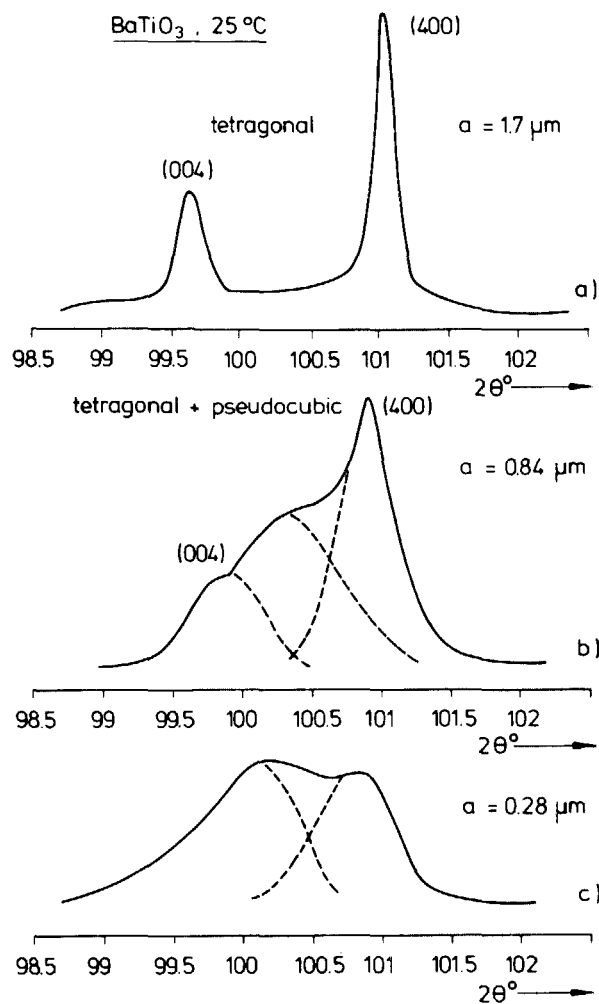 BaTiO₃ , 25 °C
(400)
tetragonal
a = 1.7 µm
(004)
a)
98.5 99 99.5 100 100.5 101 101.5 102
2θ°
tetragonal + pseudocubic
(400)
a = 0.84 µm
(004)
b)
98.5 99 99.5 100 100.5 101 101.5 102
2θ°
a = 0.28 µm
c)
98.5 99 99.5 100 100.5 101 101.5 102
2θ°